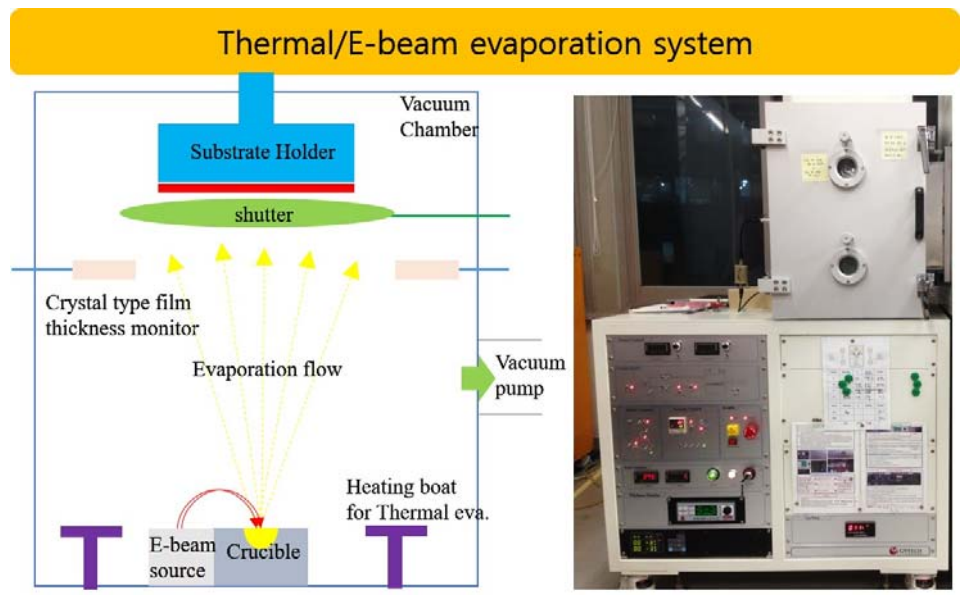 Thermal/E-beam evaporation system
Vacuum
Chamber
Substrate Holder
shutter
Crystal type film
thickness monitor
Evaporation flow
Vacuum
pump
Heating boat
for Thermal eva.
E-beam
source
Crucible